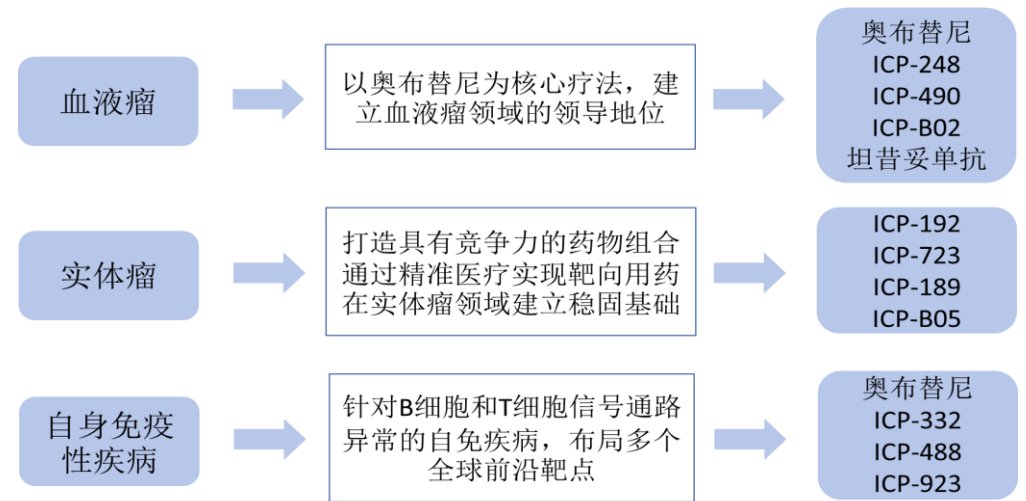 血液瘤
以奥布替尼为核心疗法，建
立血液瘤领域的领导地位
奥布替尼
ICP-248
ICP-490
ICP-B02
坦昔妥单抗
实体瘤
打造具有竞争力的药物组合
通过精准医疗实现靶向用药
在实体瘤领域建立稳固基础
ICP-192
ICP-723
ICP-189
ICP-B05
自身免疫
性疾病
针对B细胞和T细胞信号通路
异常的自免疾病，布局多个
全球前沿靶点
奥布替尼
ICP-332
ICP-488
ICP-923